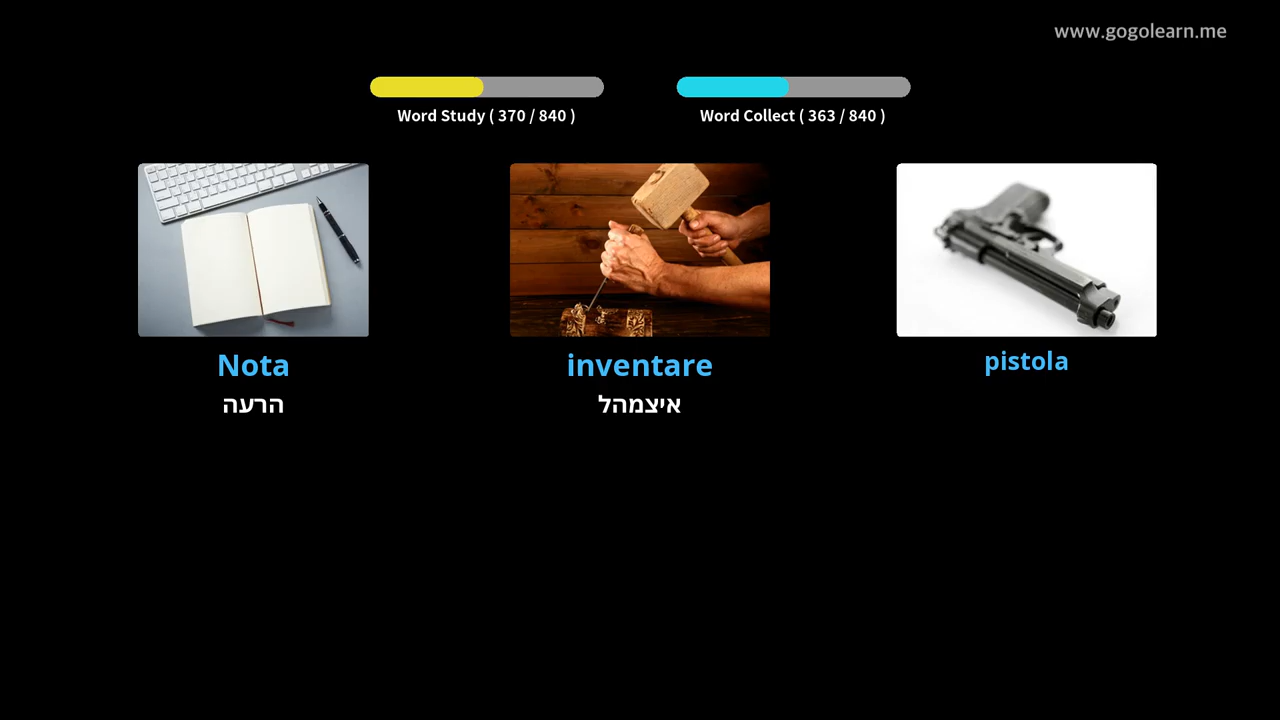 www.gogolearn.me
Word Study ( 370 / 840 )
Word Collect ( 363 / 840 )
Nota
הרעה
inventare
איצמהל
pistola